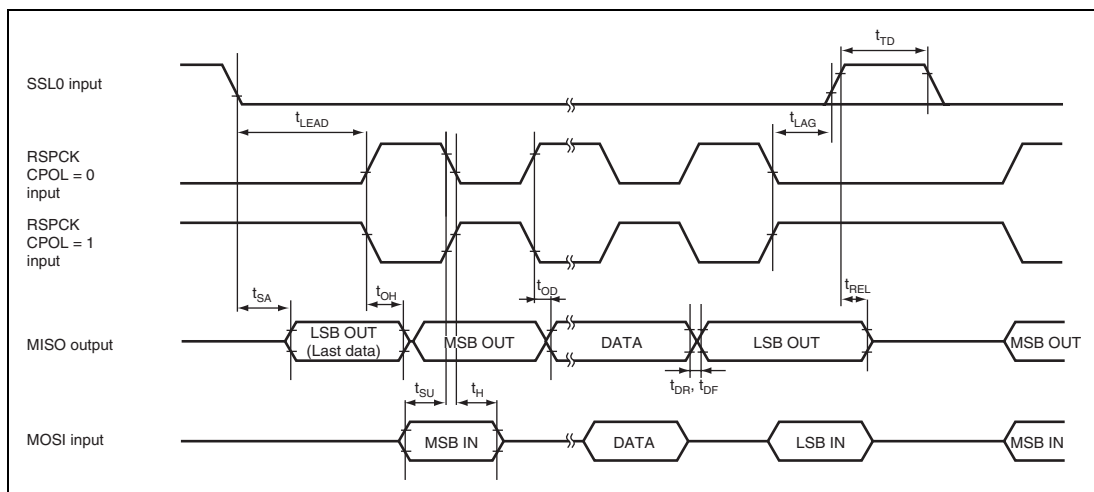 SSL0 input
tTD
tLEAD
tLAG
RSPCK
CPOL = 0
input
RSPCK
CPOL = 1
input
tSA
tOH
tOD
tREL
MISO output
LSB OUT
(Last data)
MSB OUT
DATA
LSB OUT
MSB OUT
tSU
tH
tDR, tDF
MOSI input
MSB IN
DATA
LSB IN
MSB IN